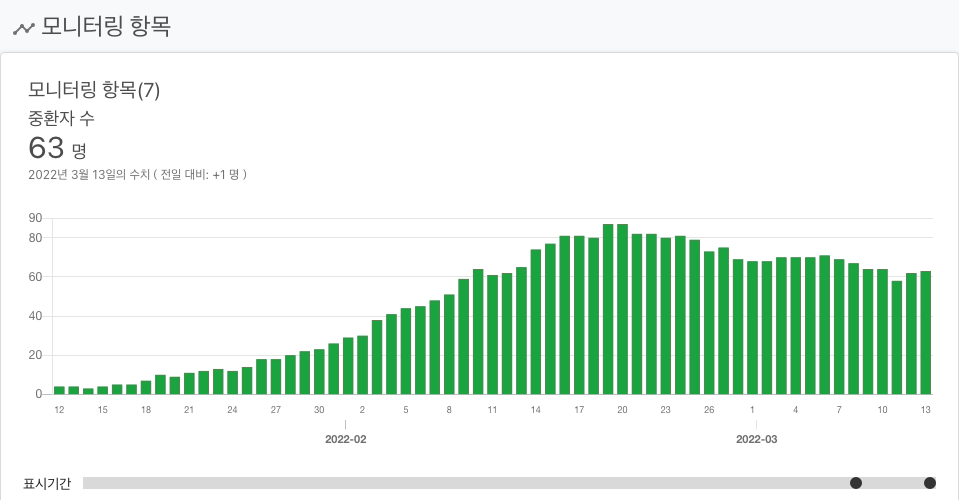 모니터링 항목
모니터링 항목(7)
중환자 수
63 명
2022년 3월 13일의 수치 ( 전일 대비: +1 명 )
90
80
60
40
20
0
12 15 18 21 24 27 30 2 5 8 11 14 17 20 23 26 1 4 7 10 13
2022-02 2022-03
표시기간